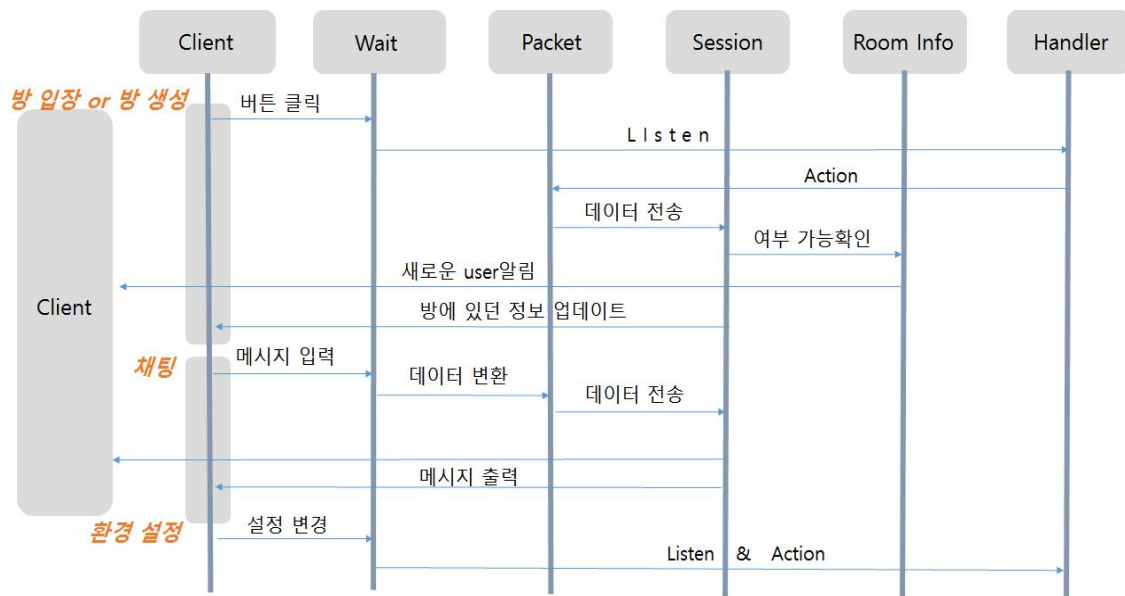 Client
Wait
Packet
Session
Room Info
Handler
방 입장 or 방 생성
버튼 클릭
LIsten
Action
데이터 전송
여부 가능확인
새로운 user알림
Client
방에 있던 정보 업데이트
채팅
메시지 입력
데이터 변환
데이터 전송
메시지 출력
환경 설정
설정 변경
Listen & Action